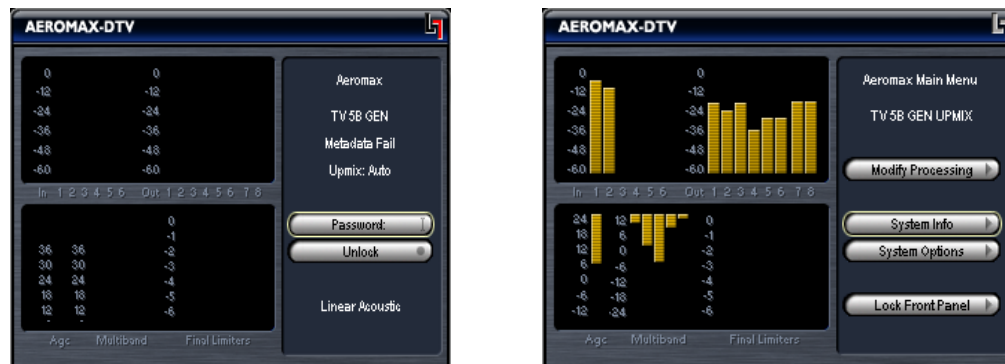 AEROMAX-DTV
0 0
-12 -12
-24 -24
-36 -36
-48 -48
-60 -60
In 1 2 3 4 5 6 Out 1 2 3 4 5 6 7 8
0
-1
36 36 -2
30 30 -3
24 24 -4
18 18 -5
12 12 -6
- -
Agc Multiband Final Limiters
Aeromax
TV 5B GEN
Metadata Fail
Upmix: Auto
Password:
Unlock
Linear Acoustic
AEROMAX-DTV
0 0
-12 -12
-24 -24
-36 -36
-48 -48
-60 -60
In 1 2 3 4 5 6 Out 1 2 3 4 5 6 7 8
24 12 0
18 6 -1
12 0 -2
6 -6 -3
0 -12 -4
-6 -18 -5
-12 -24 -6
Agc Multiband Final Limiters
Aeromax Main Menu
TV 5B GEN UPMIX
Modify Processing
System Info
System Options
Lock Front Panel